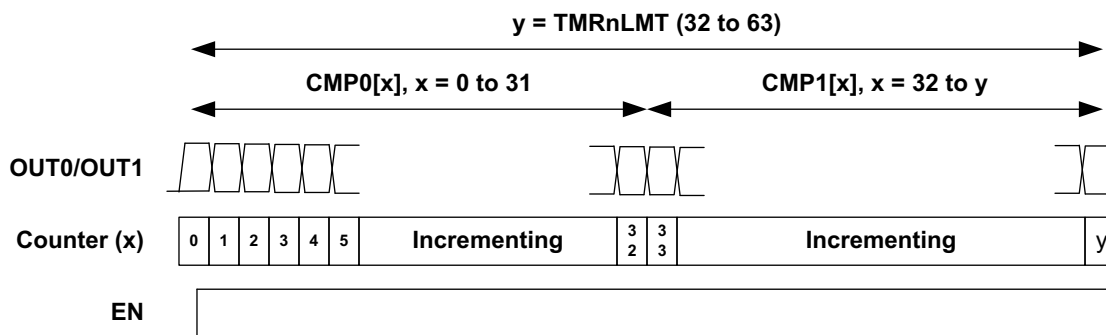 y = TMRnLMT (32 to 63)
CMP0[x], x = 0 to 31
CMP1[x], x = 32 to y
OUT0/OUT1
Counter (x)
0 1 2 3 4 5 Incrementing 32 33 Incrementing y
EN